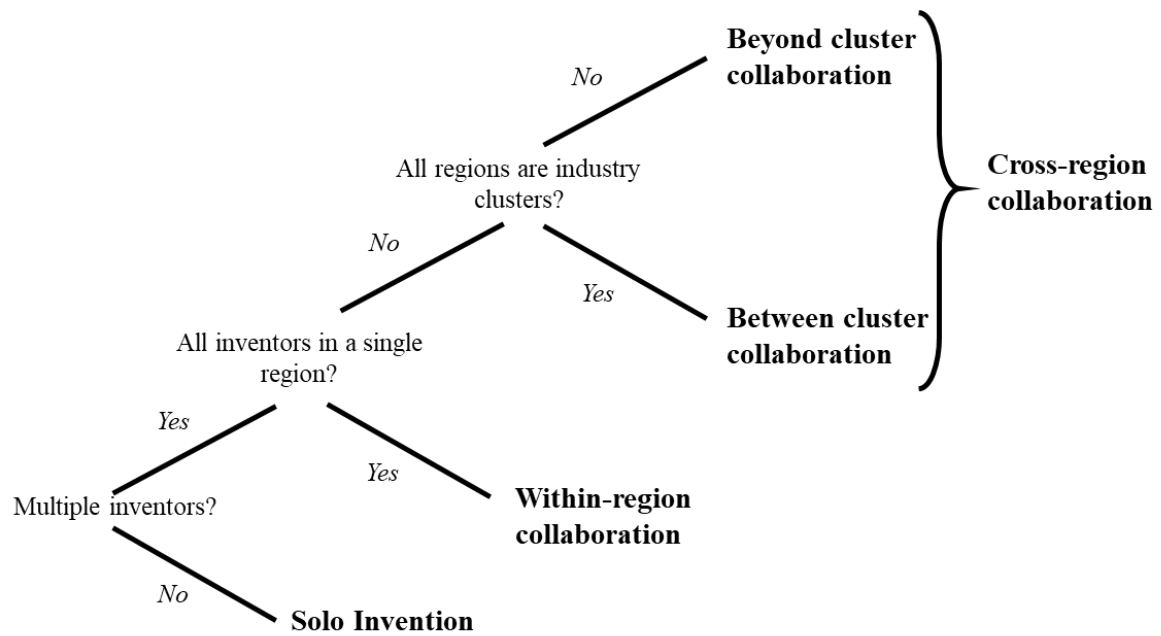 Beyond cluster
collaboration
No
All regions are industry
clusters?
Cross-region
collaboration
No
Yes
Between cluster
collaboration
All inventors in a single
region?
Yes
Yes
Multiple inventors?
Within-region
collaboration
No
Solo Invention